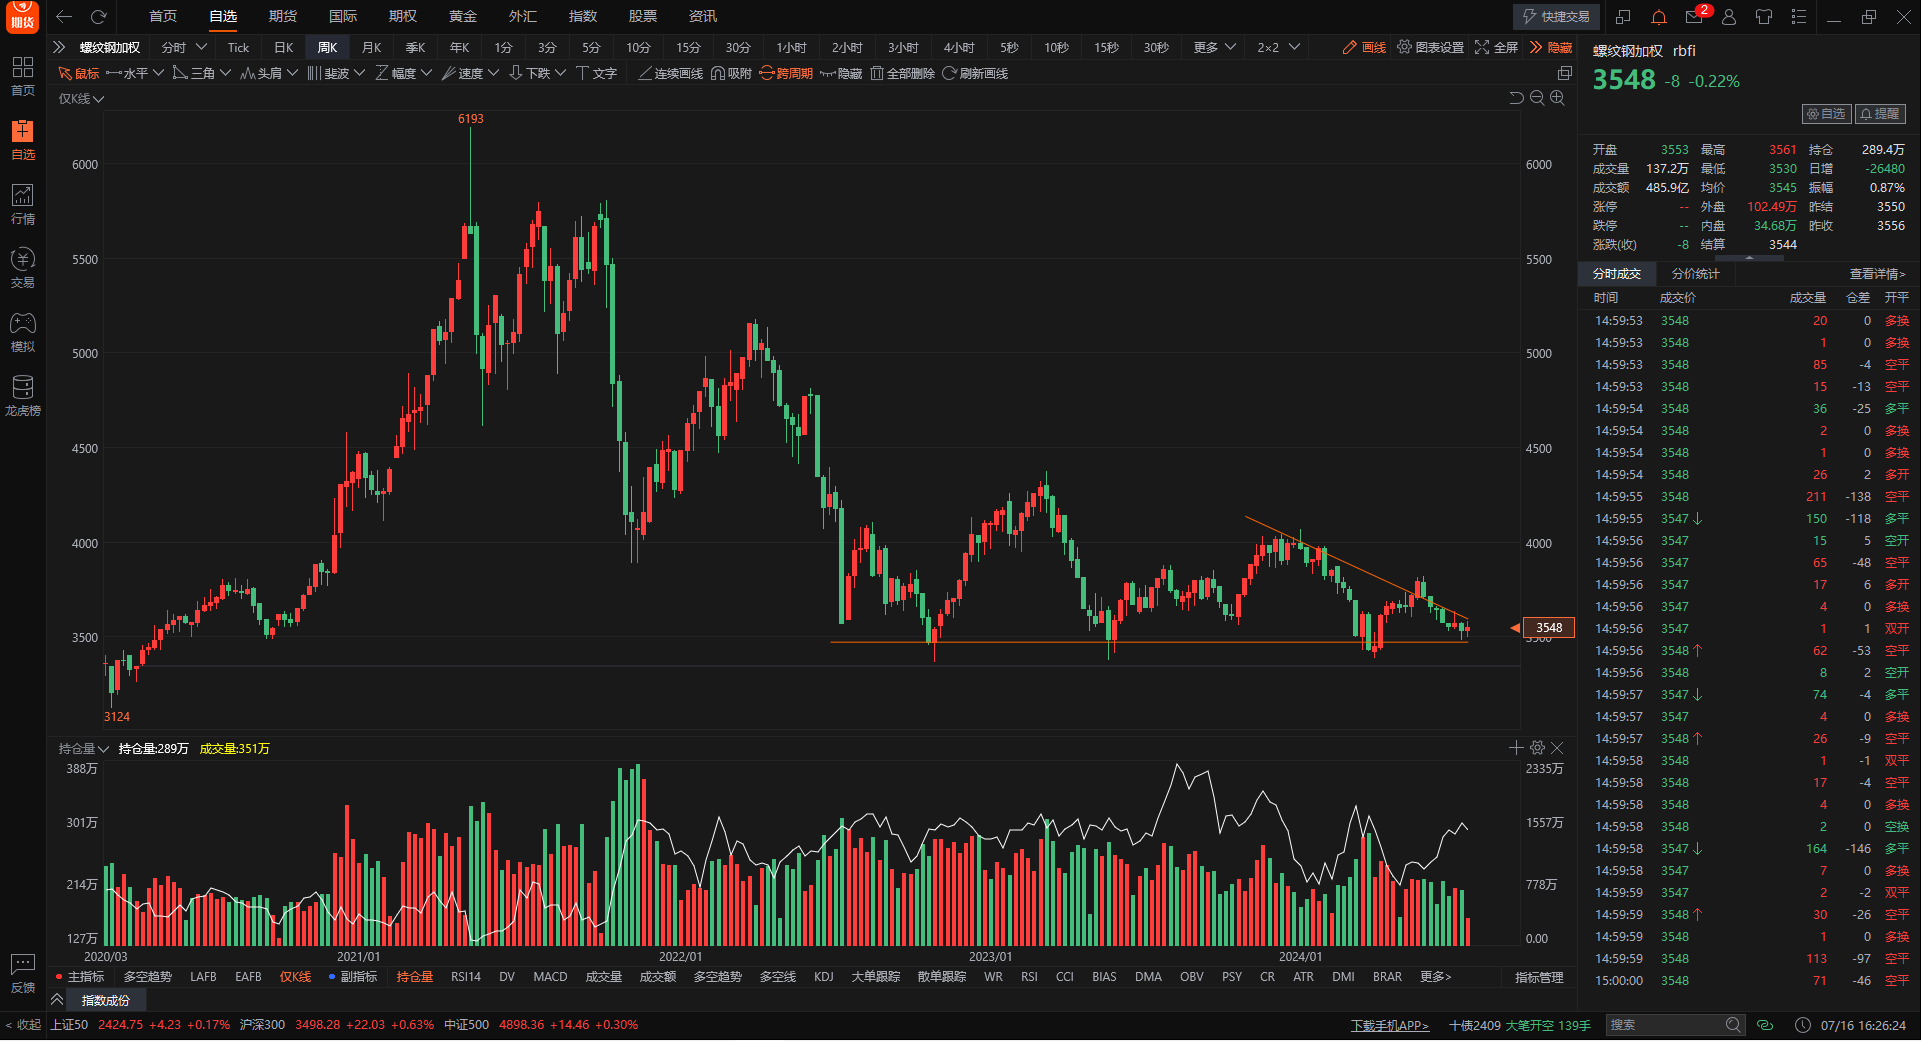 期货 首页 自选 期货 国际 期权 黄金 外汇 指数 股票 资讯 快捷交易 2
螺纹钢加权 分时 Tick 日K 周K 月K 季K 年K 1分 3分 5分 10分 15分 30分 1小时 2小时 3小时 4小时 5秒 10秒 15秒 30秒 更多 2×2 画线 图表设置 全屏 隐藏
鼠标 水平 三角 头肩 斐波 幅度 速度 下跌 文字 连续画线 吸附 跨周期 隐藏 全部删除 刷新画线
首页
自选
行情
交易
模拟
龙虎榜
反馈
< 收起
仅K线
6193
6000 6000
5500 5500
5000 5000
4500 4500
4000 4000
3500 3500
3548
3124
持仓量 持仓量:289万 成交量:351万
388万 2335万
301万 1557万
214万 778万
127万 0.00
2020/03 2021/01 2022/01 2023/01 2024/01
主指标 多空趋势 LAFB EAFB 仅K线 副指标 持仓量 RSI14 DV MACD 成交量 成交额 多空趋势 多空线 KDJ 大单跟踪 散单跟踪 WR RSI CCI BIAS DMA OBV PSY CR ATR DMI BRAR 更多> 指标管理
指数成份
螺纹钢加权 rbfi
3548 -8 -0.22%
自选 提醒
开盘 3553 最高 3561 持仓 289.4万
成交量 137.2万 最低 3530 日增 -26480
成交额 485.9亿 均价 3545 振幅 0.87%
涨停 -- 外盘 102.49万 昨结 3550
跌停 -- 内盘 34.68万 昨收 3556
涨跌(收) -8 结算 3544
分时成交 分价统计 查看详情>
时间 成交价 成交量 仓差 开平
14:59:53 3548 20 0 多换
14:59:53 3548 1 0 多换
14:59:53 3548 85 -4 空平
14:59:53 3548 15 -13 空平
14:59:54 3548 36 -25 多平
14:59:54 3548 2 0 多换
14:59:54 3548 1 0 多换
14:59:54 3548 26 2 多开
14:59:55 3548 211 -138 空平
14:59:55 3547↓ 150 -118 多平
14:59:56 3547 15 5 空开
14:59:56 3547 65 -48 空平
14:59:56 3547 17 6 多开
14:59:56 3547 4 0 多换
14:59:56 3547 1 1 双开
14:59:56 3548↑ 62 -53 空平
14:59:56 3548 8 2 空开
14:59:57 3547↓ 74 -4 多平
14:59:57 3547 4 0 多换
14:59:57 3548↑ 26 -9 空平
14:59:58 3548 1 -1 双平
14:59:58 3548 17 -4 空平
14:59:58 3548 4 0 多换
14:59:58 3548 2 0 空换
14:59:58 3547↓ 164 -146 多平
14:59:58 3547 7 0 多换
14:59:59 3547 2 -2 双平
14:59:59 3548↑ 30 -26 空平
14:59:59 3548 1 0 多换
14:59:59 3548 113 -97 空平
15:00:00 3548 71 -46 空平
上证50 2424.75 +4.23 +0.17% 沪深300 3498.28 +22.03 +0.63% 中证500 4898.36 +14.46 +0.30% 下载手机APP> 十债2409 大笔开空 139手 搜索 07/16 16:26:24